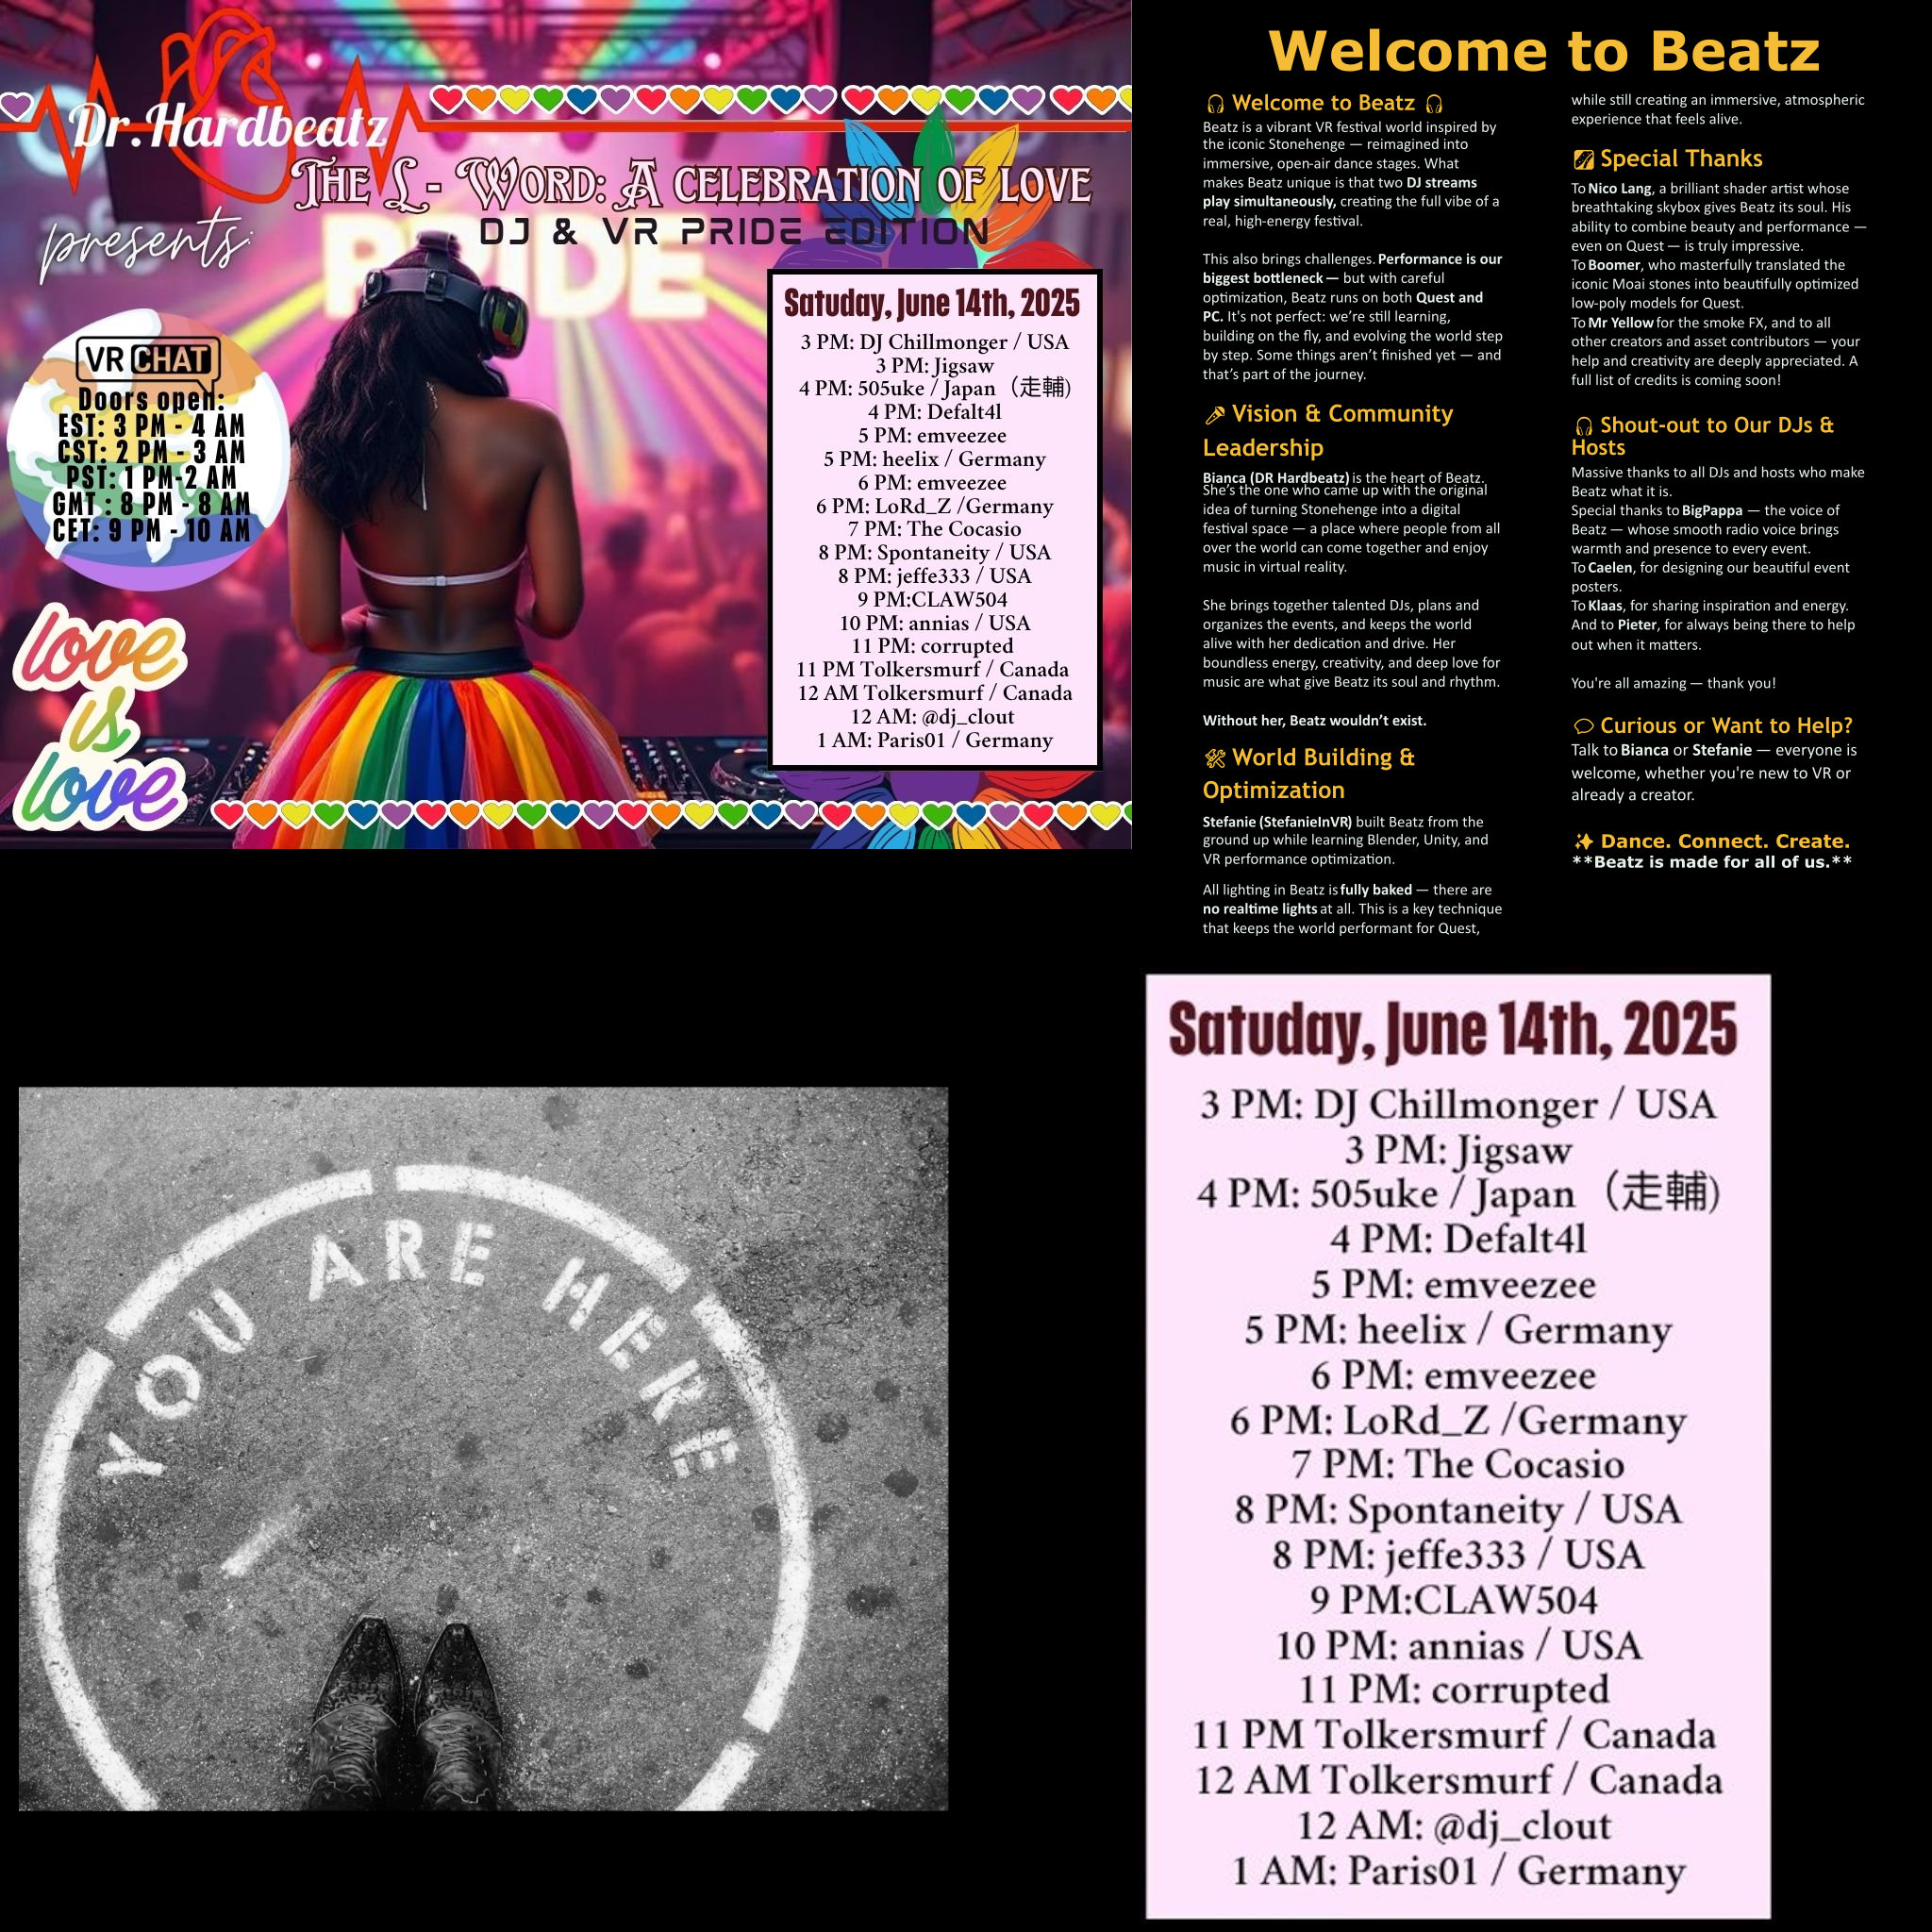 Dr. Hardbeatz
presents:
THE L - WORD: A CELEBRATION OF LOVE
DJ & VR PRIDE EDITION
PRIDE
VRCHAT
Doors open:
EST: 3 PM - 4 AM
CST: 2 PM - 3 AM
PST: 1 PM-2 AM
GMT : 8 PM - 8 AM
CET: 9 PM - 10 AM
love
is
love
Satuday, June 14th, 2025
3 PM: DJ Chillmonger / USA
3 PM: Jigsaw
4 PM: 505uke / Japan（走輔)
4 PM: Defalt4l
5 PM: emveezee
5 PM: heelix / Germany
6 PM: emveezee
6 PM: LoRd_Z /Germany
7 PM: The Cocasio
8 PM: Spontaneity / USA
8 PM: jeffe333 / USA
9 PM:CLAW504
10 PM: annias / USA
11 PM: corrupted
11 PM Tolkersmurf / Canada
12 AM Tolkersmurf / Canada
12 AM: @dj_clout
1 AM: Paris01 / Germany
Welcome to Beatz
🎧 Welcome to Beatz 🎧
Beatz is a vibrant VR festival world inspired by
the iconic Stonehenge — reimagined into
immersive, open-air dance stages. What
makes Beatz unique is that two DJ streams
play simultaneously, creating the full vibe of a
real, high-energy festival.
This also brings challenges. Performance is our
biggest bottleneck — but with careful
optimization, Beatz runs on both Quest and
PC. It's not perfect: we're still learning,
building on the fly, and evolving the world step
by step. Some things aren't finished yet — and
that's part of the journey.
🎤 Vision & Community
Leadership
Bianca (DR Hardbeatz) is the heart of Beatz.
She's the one who came up with the original
idea of turning Stonehenge into a digital
festival space — a place where people from all
over the world can come together and enjoy
music in virtual reality.
She brings together talented DJs, plans and
organizes the events, and keeps the world
alive with her dedication and drive. Her
boundless energy, creativity, and deep love for
music are what give Beatz its soul and rhythm.
Without her, Beatz wouldn't exist.
🛠 World Building &
Optimization
Stefanie (StefanieInVR) built Beatz from the
ground up while learning Blender, Unity, and
VR performance optimization.
All lighting in Beatz is fully baked — there are
no realtime lights at all. This is a key technique
that keeps the world performant for Quest,
while still creating an immersive, atmospheric
experience that feels alive.
🌌 Special Thanks
To Nico Lang, a brilliant shader artist whose
breathtaking skybox gives Beatz its soul. His
ability to combine beauty and performance —
even on Quest — is truly impressive.
To Boomer, who masterfully translated the
iconic Moai stones into beautifully optimized
low-poly models for Quest.
To Mr Yellow for the smoke FX, and to all
other creators and asset contributors — your
help and creativity are deeply appreciated. A
full list of credits is coming soon!
🎧 Shout-out to Our DJs &
Hosts
Massive thanks to all DJs and hosts who make
Beatz what it is.
Special thanks to BigPappa — the voice of
Beatz — whose smooth radio voice brings
warmth and presence to every event.
To Caelen, for designing our beautiful event
posters.
To Klaas, for sharing inspiration and energy.
And to Pieter, for always being there to help
out when it matters.
You're all amazing — thank you!
💬 Curious or Want to Help?
Talk to Bianca or Stefanie — everyone is
welcome, whether you're new to VR or
already a creator.
✨ Dance. Connect. Create.
**Beatz is made for all of us.**
YOU ARE HERE
Satuday, June 14th, 2025
3 PM: DJ Chillmonger / USA
3 PM: Jigsaw
4 PM: 505uke / Japan（走輔)
4 PM: Defalt4l
5 PM: emveezee
5 PM: heelix / Germany
6 PM: emveezee
6 PM: LoRd_Z /Germany
7 PM: The Cocasio
8 PM: Spontaneity / USA
8 PM: jeffe333 / USA
9 PM:CLAW504
10 PM: annias / USA
11 PM: corrupted
11 PM Tolkersmurf / Canada
12 AM Tolkersmurf / Canada
12 AM: @dj_clout
1 AM: Paris01 / Germany